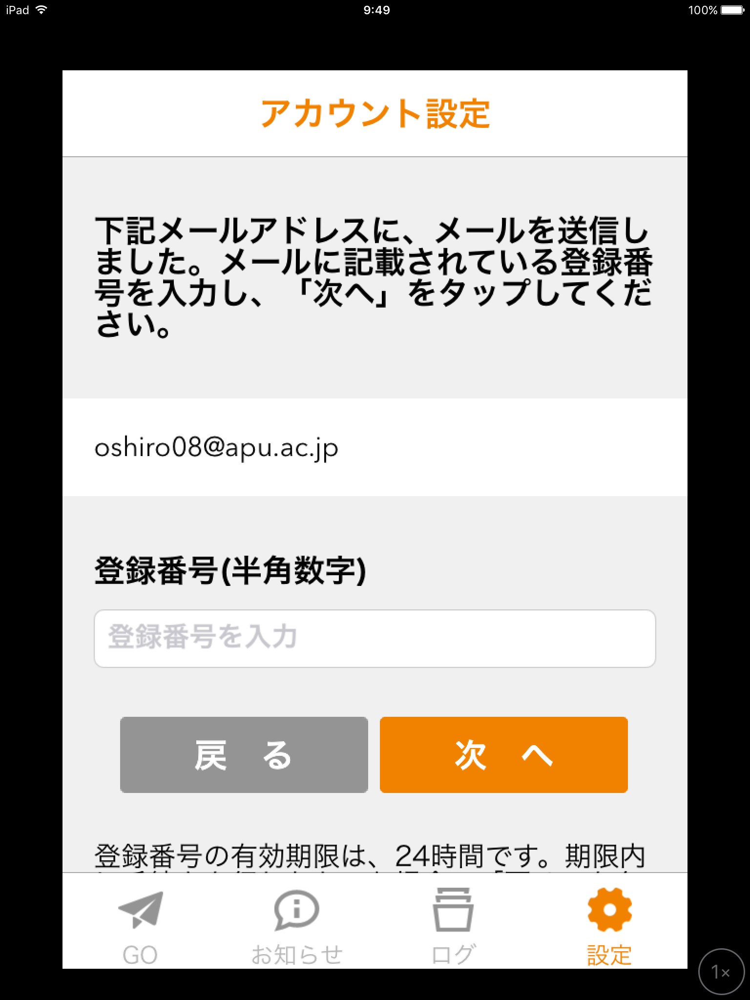 iPad
9:49
100%
アカウント設定
下記メールアドレスに、メールを送信し
ました。メールに記載されている登録番
号を入力し、「次へ」をタップしてくだ
さい。
oshiro08@apu.ac.jp
登録番号(半角数字)
登録番号を入力
戻　る
次　へ
登録番号の有効期限は、24時間です。期限内
GO
お知らせ
ログ
設定
1×